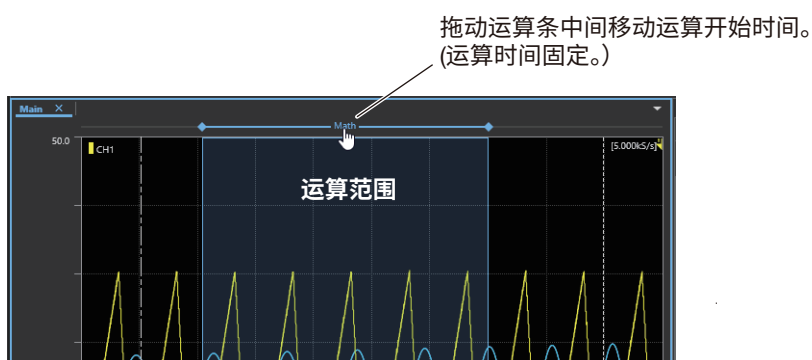 拖动运算条中间移动运算开始时间。
(运算时间固定。)
Main ×
Math
50.0
CH1
[5.000kS/s]
运算范围